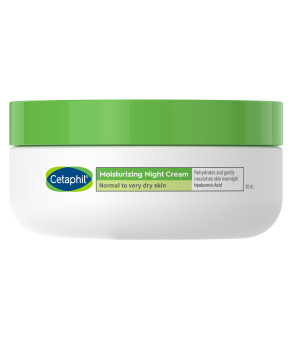 Cetaphil®
Moisturizing Night Cream
Normal to very dry skin
Rehydrates and gently
nourishes skin overnight
Hyaluronic Acid